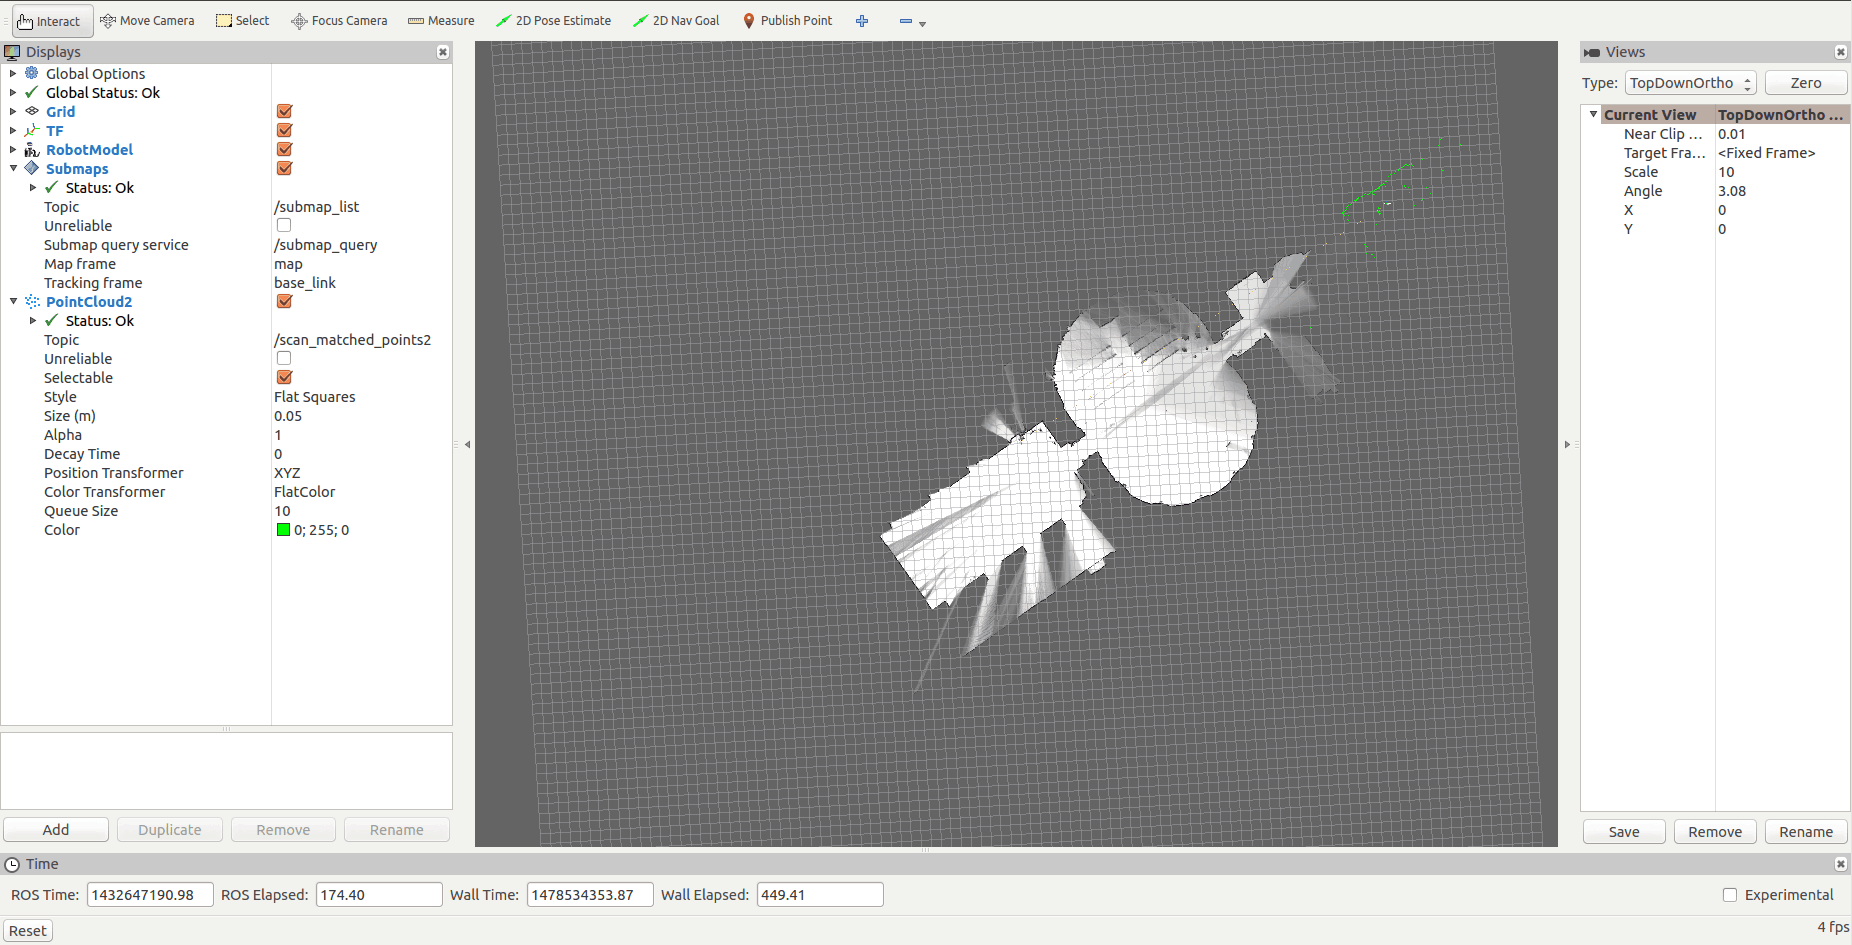 Interact Move Camera Select Focus Camera Measure 2D Pose Estimate 2D Nav Goal Publish Point
Displays
Global Options
Global Status: Ok
Grid
TF
RobotModel
Submaps
Status: Ok
Topic /submap_list
Unreliable
Submap query service /submap_query
Map frame map
Tracking frame base_link
PointCloud2
Status: Ok
Topic /scan_matched_points2
Unreliable
Selectable
Style Flat Squares
Size (m) 0.05
Alpha 1
Decay Time 0
Position Transformer XYZ
Color Transformer FlatColor
Queue Size 10
Color 0; 255; 0
Add Duplicate Remove Rename
Views
Type: TopDownOrtho Zero
Current View TopDownOrtho ...
Near Clip ... 0.01
Target Fra... <Fixed Frame>
Scale 10
Angle 3.08
X 0
Y 0
Save Remove Rename
Time
ROS Time: 1432647190.98 ROS Elapsed: 174.40 Wall Time: 1478534353.87 Wall Elapsed: 449.41 Experimental
Reset 4 fps